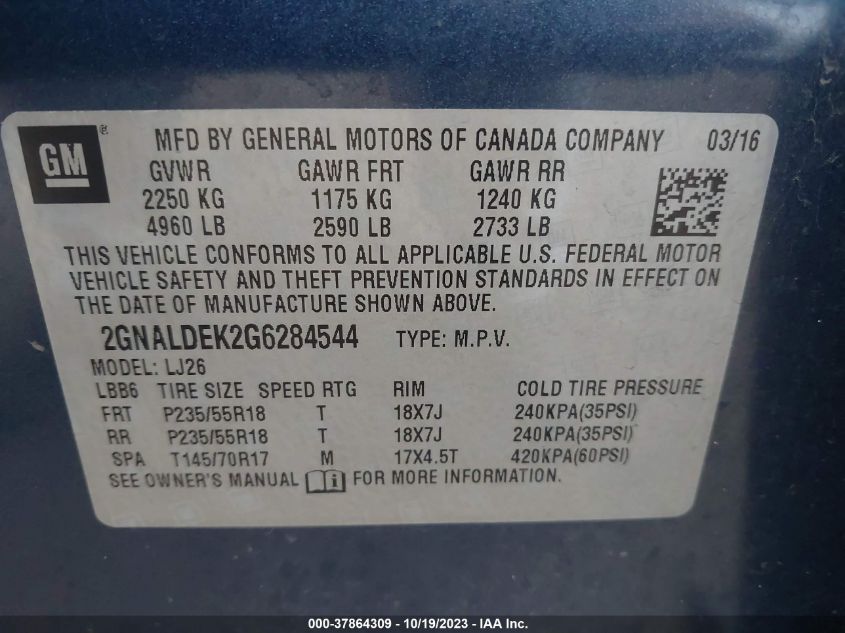 GM ® MFD BY GENERAL MOTORS OF CANADA COMPANY 03/16
GVWR GAWR FRT GAWR RR
2250 KG 1175 KG 1240 KG
4960 LB 2590 LB 2733 LB
THIS VEHICLE CONFORMS TO ALL APPLICABLE U.S. FEDERAL MOTOR
VEHICLE SAFETY AND THEFT PREVENTION STANDARDS IN EFFECT ON
THE DATE OF MANUFACTURE SHOWN ABOVE.
2GNALDEK2G6284544 TYPE: M.P.V.
MODEL: LJ26
LBB6 TIRE SIZE SPEED RTG RIM COLD TIRE PRESSURE
FRT P235/55R18 T 18X7J 240KPA(35PSI)
RR P235/55R18 T 18X7J 240KPA(35PSI)
SPA T145/70R17 M 17X4.5T 420KPA(60PSI)
SEE OWNER'S MANUAL FOR MORE INFORMATION.
000-37864309 - 10/19/2023 - IAA Inc.